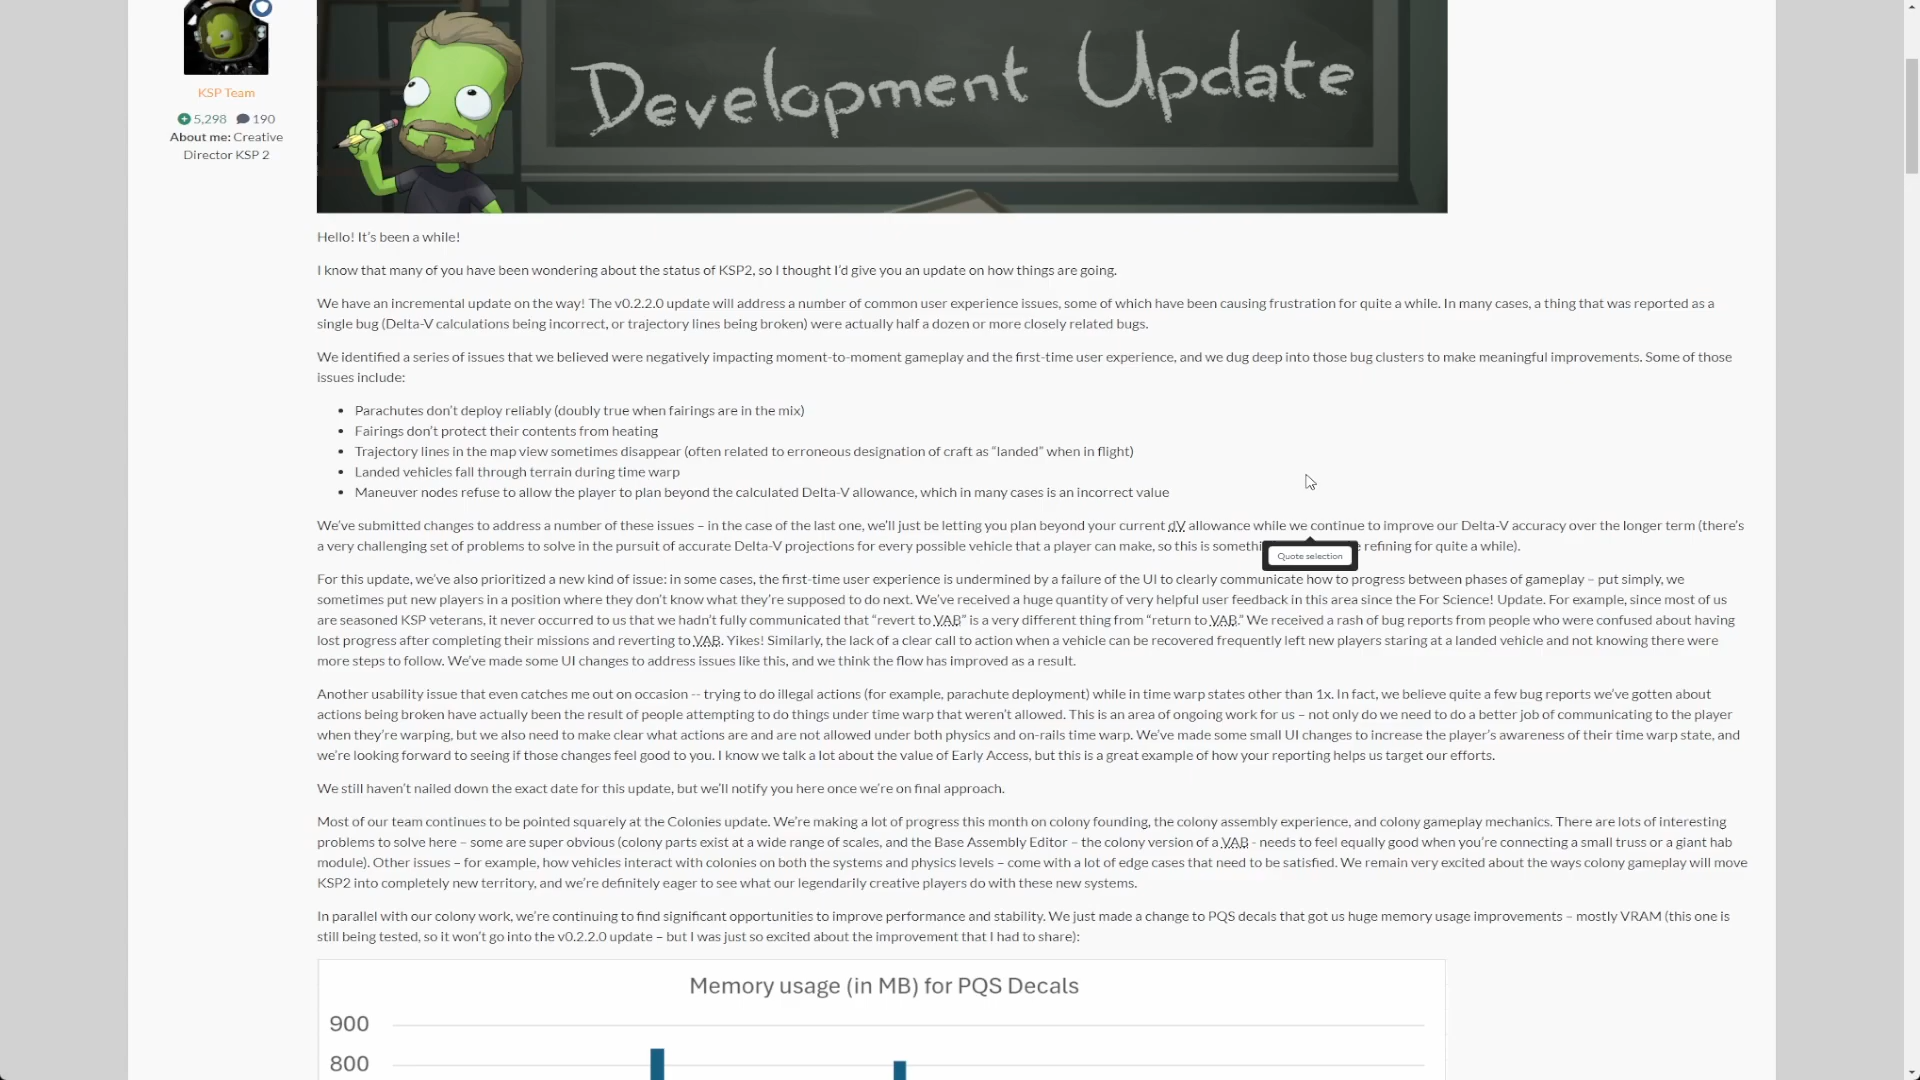 Development Update
KSP Team
5,298 190
About me: Creative
Director KSP 2
Hello! It's been a while!
I know that many of you have been wondering about the status of KSP2, so I thought I'd give you an update on how things are going.
We have an incremental update on the way! The v0.2.2.0 update will address a number of common user experience issues, some of which have been causing frustration for quite a while. In many cases, a thing that was reported as a
single bug (Delta-V calculations being incorrect, or trajectory lines being broken) were actually half a dozen or more closely related bugs.
We identified a series of issues that we believed were negatively impacting moment-to-moment gameplay and the first-time user experience, and we dug deep into those bug clusters to make meaningful improvements. Some of those
issues include:
• Parachutes don't deploy reliably (doubly true when fairings are in the mix)
• Fairings don't protect their contents from heating
• Trajectory lines in the map view sometimes disappear (often related to erroneous designation of craft as “landed” when in flight)
• Landed vehicles fall through terrain during time warp
• Maneuver nodes refuse to allow the player to plan beyond the calculated Delta-V allowance, which in many cases is an incorrect value
We've submitted changes to address a number of these issues – in the case of the last one, we'll just be letting you plan beyond your current dV allowance while we continue to improve our Delta-V accuracy over the longer term (there's
a very challenging set of problems to solve in the pursuit of accurate Delta-V projections for every possible vehicle that a player can make, so this is somethi refining for quite a while).
Quote selection
For this update, we've also prioritized a new kind of issue: in some cases, the first-time user experience is undermined by a failure of the UI to clearly communicate how to progress between phases of gameplay – put simply, we
sometimes put new players in a position where they don't know what they're supposed to do next. We've received a huge quantity of very helpful user feedback in this area since the For Science! Update. For example, since most of us
are seasoned KSP veterans, it never occurred to us that we hadn't fully communicated that “revert to VAB” is a very different thing from “return to VAB.” We received a rash of bug reports from people who were confused about having
lost progress after completing their missions and reverting to VAB. Yikes! Similarly, the lack of a clear call to action when a vehicle can be recovered frequently left new players staring at a landed vehicle and not knowing there were
more steps to follow. We've made some UI changes to address issues like this, and we think the flow has improved as a result.
Another usability issue that even catches me out on occasion -- trying to do illegal actions (for example, parachute deployment) while in time warp states other than 1x. In fact, we believe quite a few bug reports we've gotten about
actions being broken have actually been the result of people attempting to do things under time warp that weren't allowed. This is an area of ongoing work for us – not only do we need to do a better job of communicating to the player
when they're warping, but we also need to make clear what actions are and are not allowed under both physics and on-rails time warp. We've made some small UI changes to increase the player's awareness of their time warp state, and
we're looking forward to seeing if those changes feel good to you. I know we talk a lot about the value of Early Access, but this is a great example of how your reporting helps us target our efforts.
We still haven't nailed down the exact date for this update, but we'll notify you here once we're on final approach.
Most of our team continues to be pointed squarely at the Colonies update. We're making a lot of progress this month on colony founding, the colony assembly experience, and colony gameplay mechanics. There are lots of interesting
problems to solve here – some are super obvious (colony parts exist at a wide range of scales, and the Base Assembly Editor – the colony version of a VAB - needs to feel equally good when you're connecting a small truss or a giant hab
module). Other issues – for example, how vehicles interact with colonies on both the systems and physics levels – come with a lot of edge cases that need to be satisfied. We remain very excited about the ways colony gameplay will move
KSP2 into completely new territory, and we're definitely eager to see what our legendarily creative players do with these new systems.
In parallel with our colony work, we're continuing to find significant opportunities to improve performance and stability. We just made a change to PQS decals that got us huge memory usage improvements – mostly VRAM (this one is
still being tested, so it won't go into the v0.2.2.0 update – but I was just so excited about the improvement that I had to share):
Memory usage (in MB) for PQS Decals
900
800